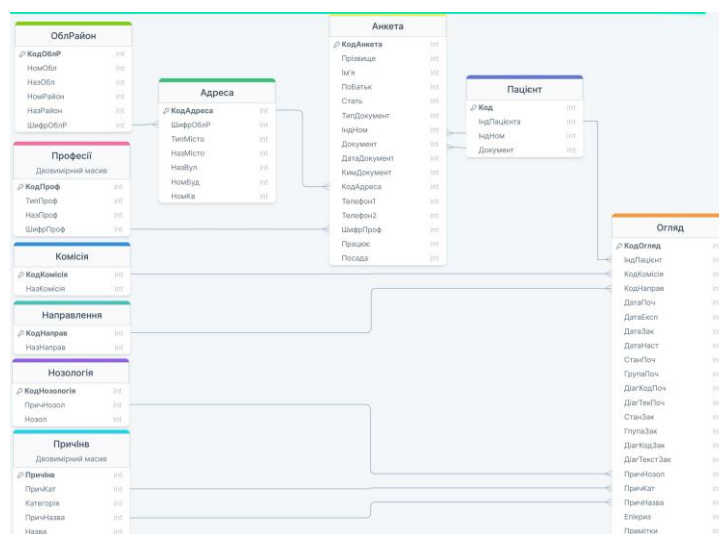 ОблРайон
КодОблР int
НомОбл int
НазОбл int
НомРайон int
НазРайон int
ШифрОблР int
Професії
Двовимірний масив
КодПроф int
ТипПроф int
НазПроф int
ШифрПроф int
Комісія
КодКомісія int
НазКомісія int
Направлення
КодНаправ int
НазНаправ int
Нозологія
КодНозологія int
ПричНозол int
Нозол int
ПричІнв
Двовимірний масив
ПричІнв int
ПричКат int
Категорія int
ПричНазва int
Назва int
Адреса
КодАдреса int
ШифрОблР int
ТипМісто int
НазМісто int
НазВул int
НомБуд int
НомКв int
Анкета
КодАнкета int
Прізвище int
Ім'я int
ПоБатьк int
Стать int
ТипДокумент int
ІндНом int
Документ int
ДатаДокумент int
КимДокумент int
КодАдреса int
Телефон1 int
Телефон2 int
ШифрПроф int
Працює int
Посада int
Пацієнт
Код int
ІндПацієнта int
ІндНом int
Документ int
Огляд
КодОгляд
ІндПацієнт
КодКомісія
КодНаправ
ДатаПоч
ДатаЕксп
ДатаЗак
ДатаНаст
СтанПоч
ГрупаПоч
ДіагКодПоч
ДіагТекПоч
СтанЗак
ДіагКодЗак
ДіагТекстЗак
ПричНозол
ПричКат
ПричНазва
Епікриз
Примітки